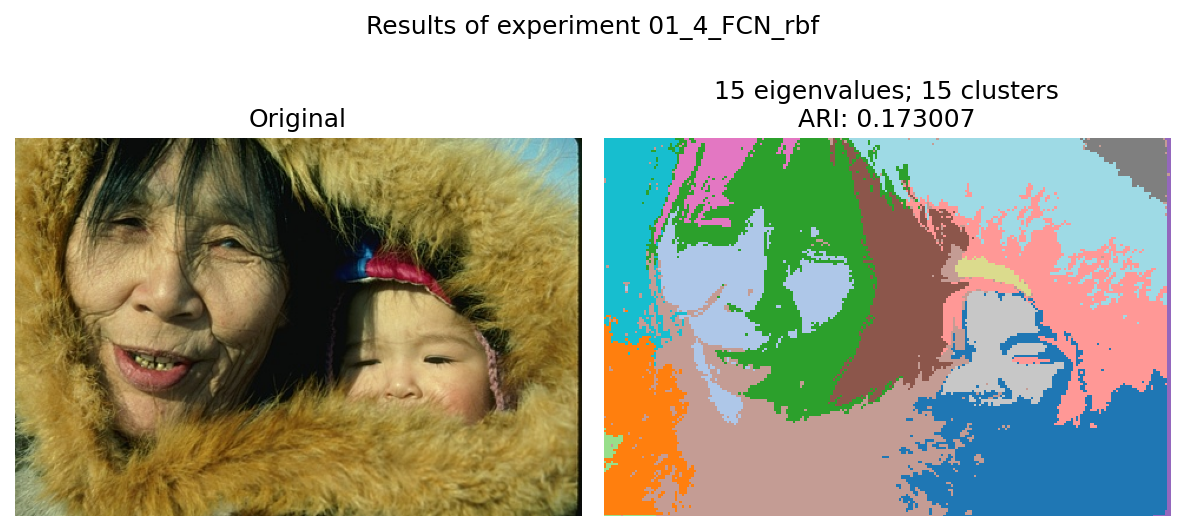 Results of experiment 01_4_FCN_rbf
Original
15 eigenvalues; 15 clusters
ARI: 0.173007